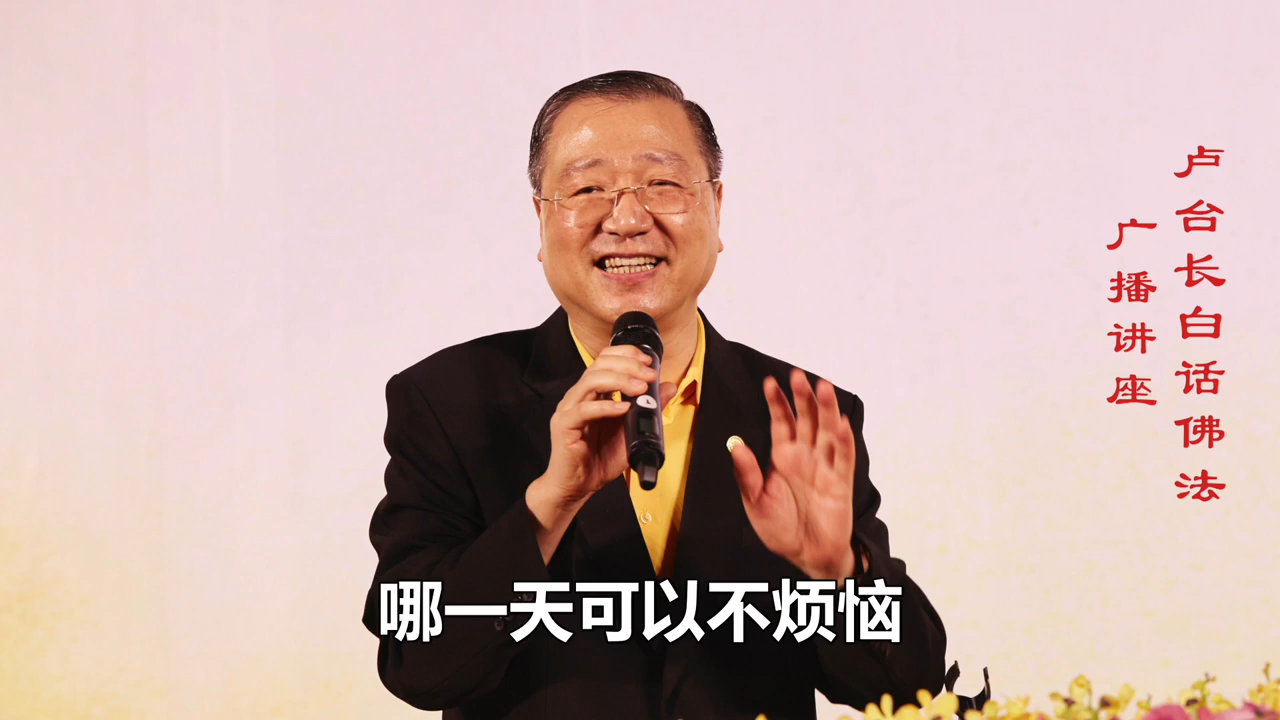 卢台长白话佛法
广播讲座
哪一天可以不烦恼